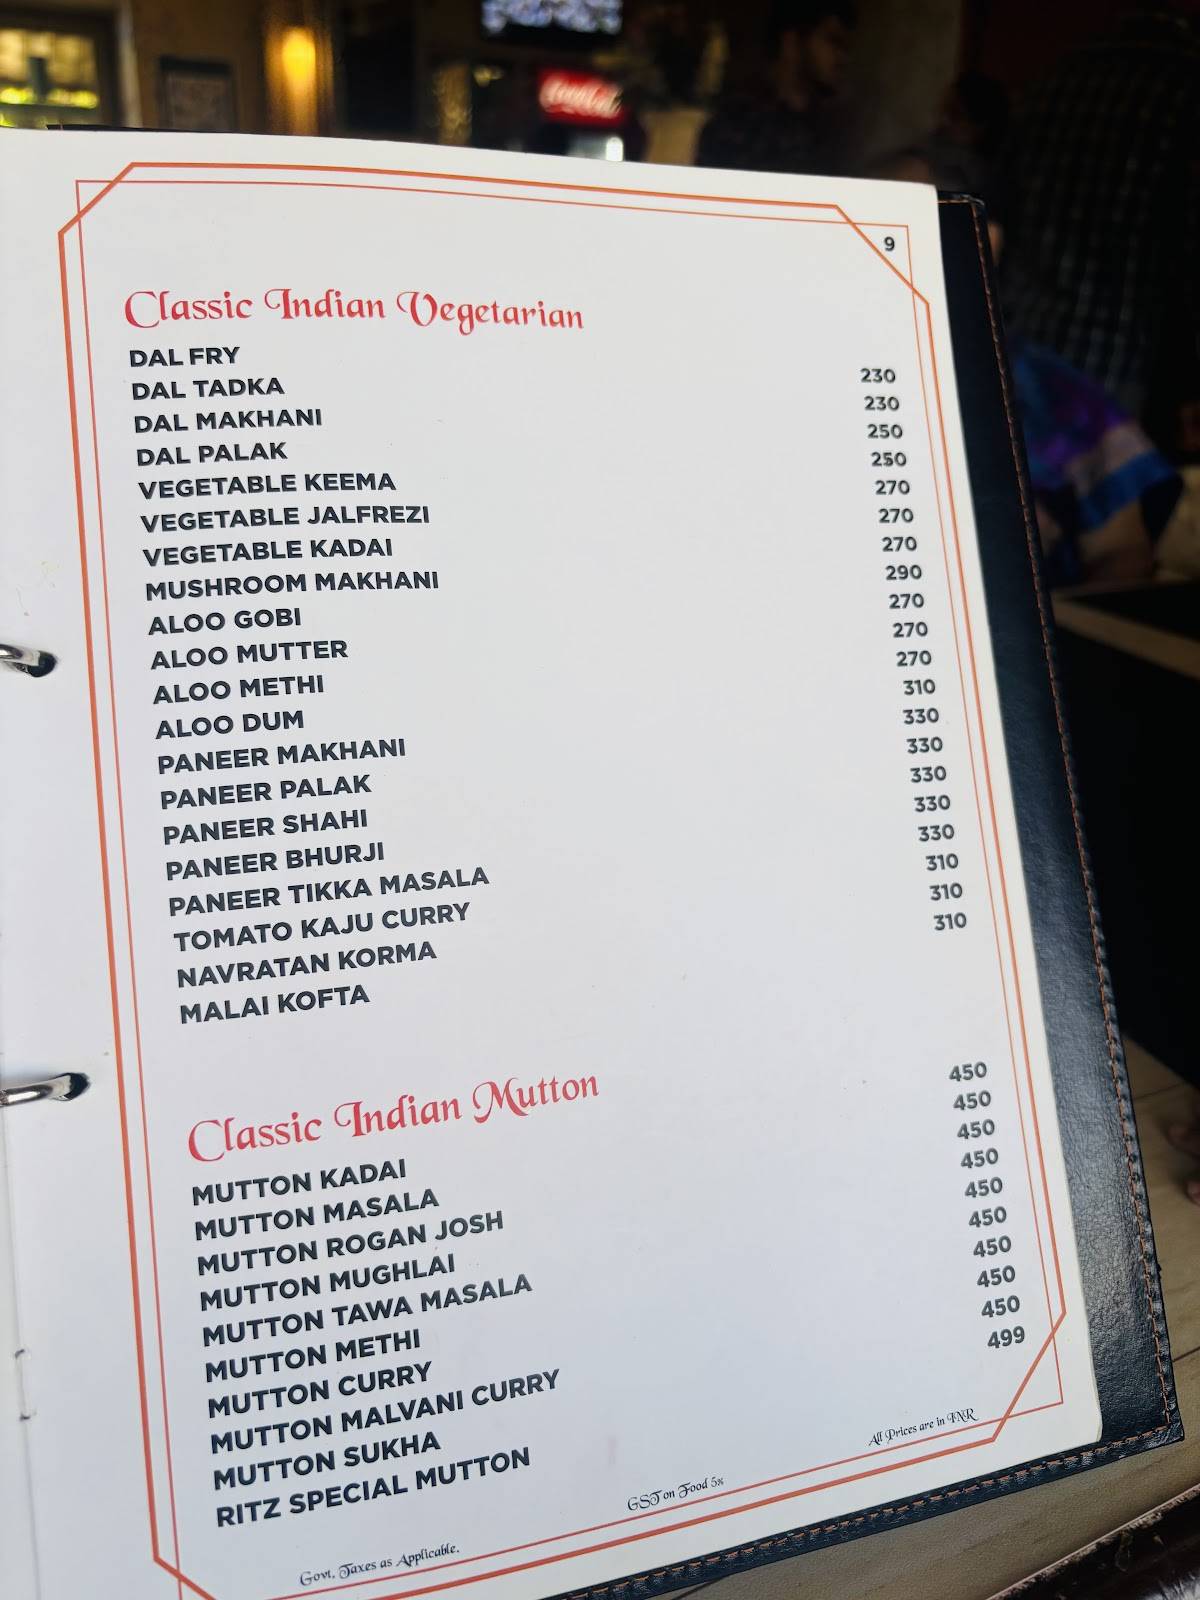 Coca-Cola
9
Classic Indian Vegetarian
DAL FRY 230
DAL TADKA 230
DAL MAKHANI 250
DAL PALAK 250
VEGETABLE KEEMA 270
VEGETABLE JALFREZI 270
VEGETABLE KADAI 270
MUSHROOM MAKHANI 290
ALOO GOBI 270
ALOO MUTTER 270
ALOO METHI 270
ALOO DUM 310
PANEER MAKHANI 330
PANEER PALAK 330
PANEER SHAHI 330
PANEER BHURJI 330
PANEER TIKKA MASALA 330
TOMATO KAJU CURRY 310
NAVRATAN KORMA 310
MALAI KOFTA 310
Classic Indian Mutton
MUTTON KADAI 450
MUTTON MASALA 450
MUTTON ROGAN JOSH 450
MUTTON MUGHLAI 450
MUTTON TAWA MASALA 450
MUTTON METHI 450
MUTTON CURRY 450
MUTTON MALVANI CURRY 450
MUTTON SUKHA 450
RITZ SPECIAL MUTTON 499
Govt. Taxes as Applicable. GST on Food 5% All Prices are in INR